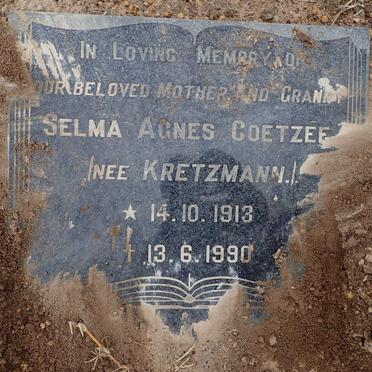 IN LOVING MEMORY OF
OUR BELOVED MOTHER AND GRANNY
SELMA AGNES COETZEE
(NEE KRETZMANN.)
★ 14.10.1913
13.6.1990